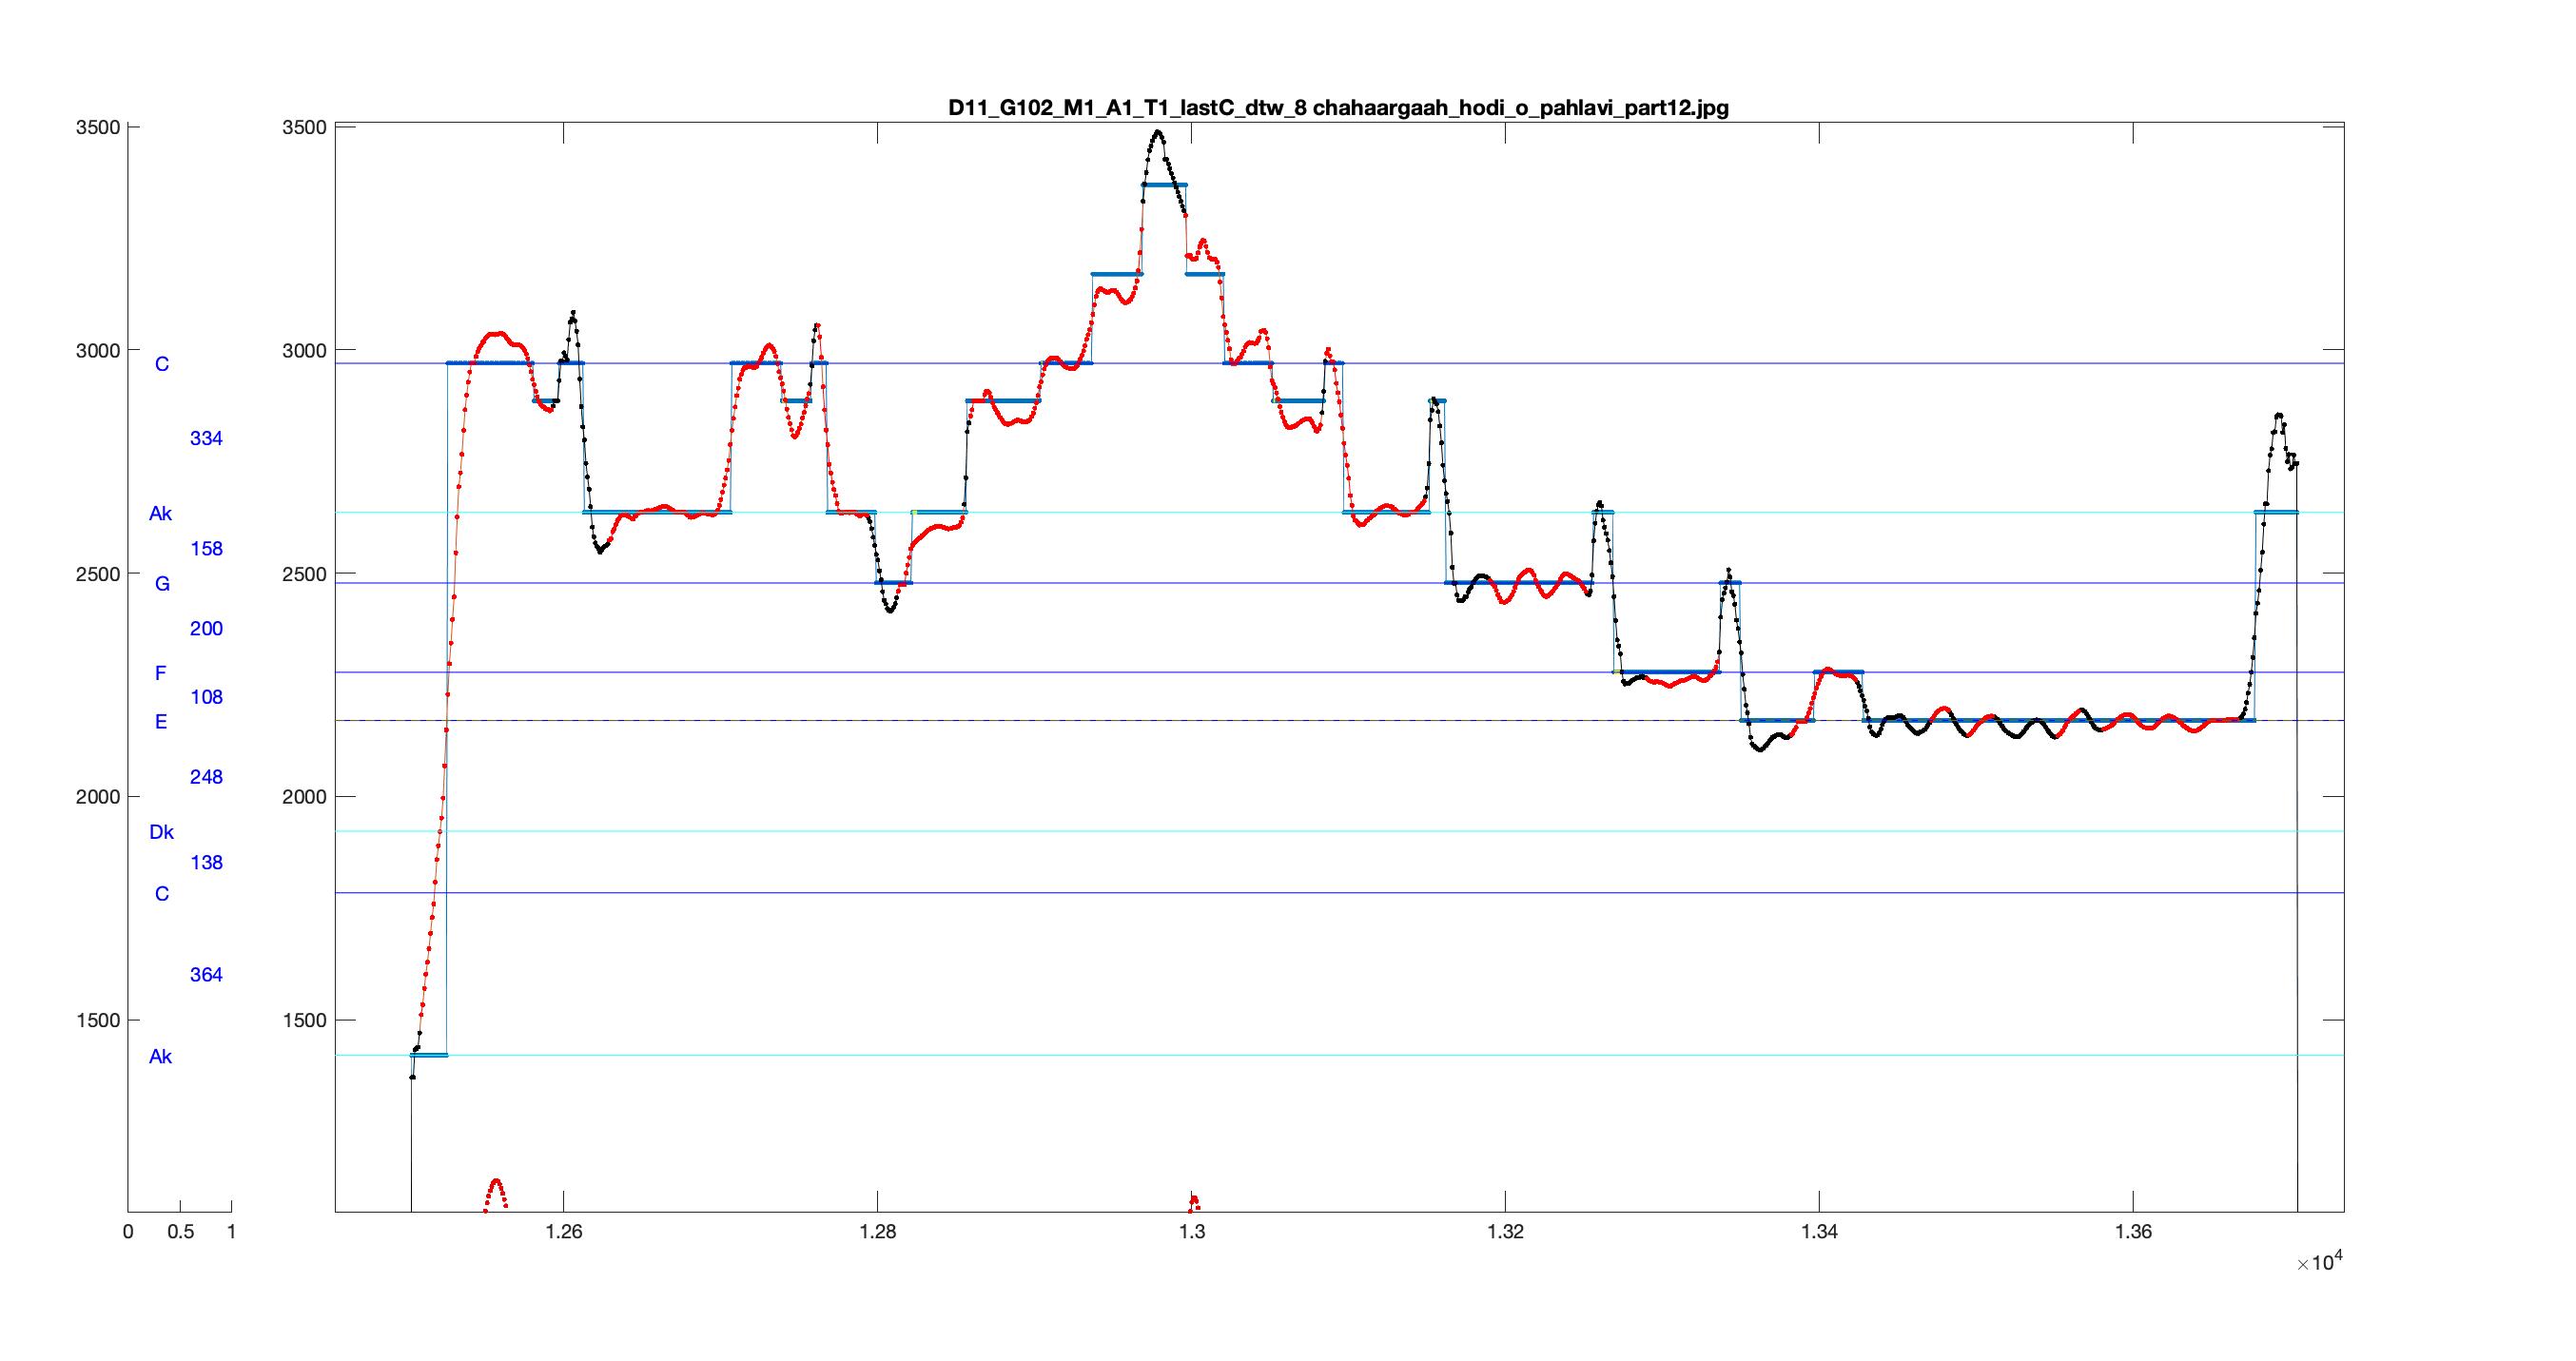 D11_G102_M1_A1_T1_lastC_dtw_8 chahaargaah_hodi_o_pahlavi_part12.jpg
3500 3500
3000 C 3000
334
Ak
158
2500 G 2500
200
F
108
E
248
2000 2000
Dk
138
C
364
1500 1500
Ak
0 0.5 1 1.26 1.28 1.3 1.32 1.34 1.36
×10^4